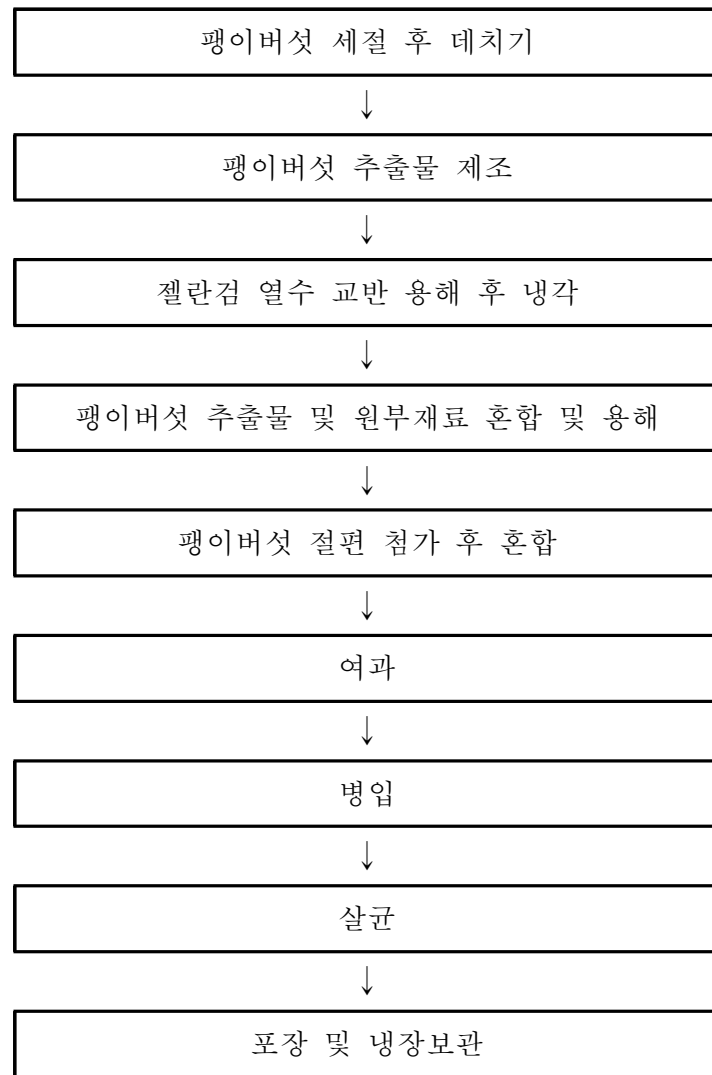 팽이버섯 세절 후 데치기
↓
팽이버섯 추출물 제조
↓
젤란검 열수 교반 용해 후 냉각
↓
팽이버섯 추출물 및 원부재료 혼합 및 용해
↓
팽이버섯 절편 첨가 후 혼합
↓
여과
↓
병입
↓
살균
↓
포장 및 냉장보관